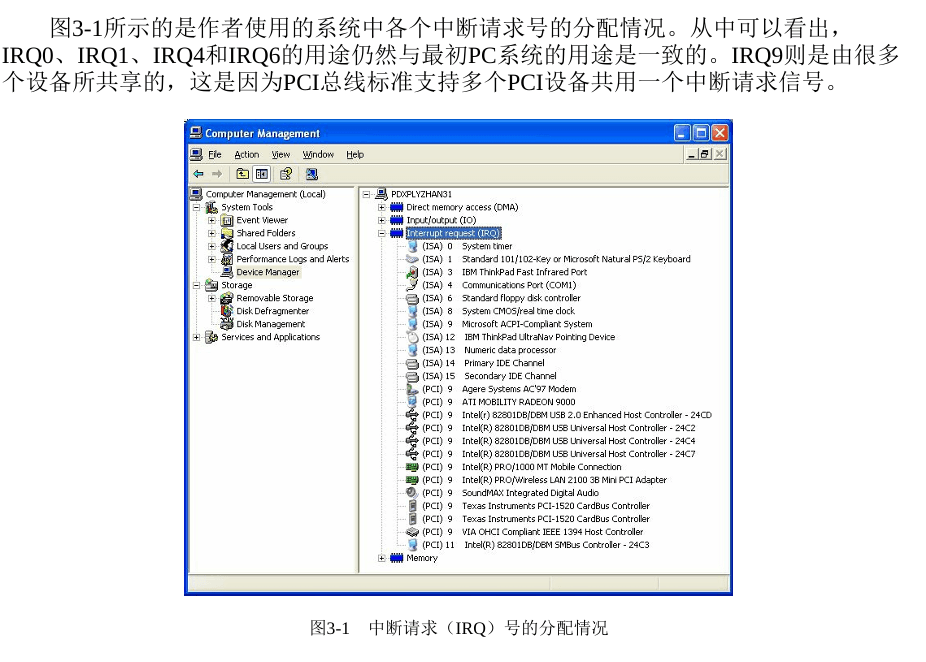 图3-1所示的是作者使用的系统中各个中断请求号的分配情况。从中可以看出，
IRQ0、IRQ1、IRQ4和IRQ6的用途仍然与最初PC系统的用途是一致的。IRQ9则是由很多
个设备所共享的，这是因为PCI总线标准支持多个PCI设备共用一个中断请求信号。
Computer Management
File Action View Window Help
Computer Management (Local)
System Tools
Event Viewer
Shared Folders
Local Users and Groups
Performance Logs and Alerts
Device Manager
Storage
Removable Storage
Disk Defragmenter
Disk Management
Services and Applications
PDXPLYZHAN31
Direct memory access (DMA)
Input/output (IO)
Interrupt request (IRQ)
(ISA) 0 System timer
(ISA) 1 Standard 101/102-Key or Microsoft Natural PS/2 Keyboard
(ISA) 3 IBM ThinkPad Fast Infrared Port
(ISA) 4 Communications Port (COM1)
(ISA) 6 Standard floppy disk controller
(ISA) 8 System CMOS/real time clock
(ISA) 9 Microsoft ACPI-Compliant System
(ISA) 12 IBM ThinkPad UltraNav Pointing Device
(ISA) 13 Numeric data processor
(ISA) 14 Primary IDE Channel
(ISA) 15 Secondary IDE Channel
(PCI) 9 Agere Systems AC'97 Modem
(PCI) 9 ATI MOBILITY RADEON 9000
(PCI) 9 Intel(r) 82801DB/DBM USB 2.0 Enhanced Host Controller - 24CD
(PCI) 9 Intel(R) 82801DB/DBM USB Universal Host Controller - 24C2
(PCI) 9 Intel(R) 82801DB/DBM USB Universal Host Controller - 24C4
(PCI) 9 Intel(R) 82801DB/DBM USB Universal Host Controller - 24C7
(PCI) 9 Intel(R) PRO/1000 MT Mobile Connection
(PCI) 9 Intel(R) PRO/Wireless LAN 2100 3B Mini PCI Adapter
(PCI) 9 SoundMAX Integrated Digital Audio
(PCI) 9 Texas Instruments PCI-1520 CardBus Controller
(PCI) 9 Texas Instruments PCI-1520 CardBus Controller
(PCI) 9 VIA OHCI Compliant IEEE 1394 Host Controller
(PCI) 11 Intel(R) 82801DB/DBM SMBus Controller - 24C3
Memory
图3-1 中断请求（IRQ）号的分配情况